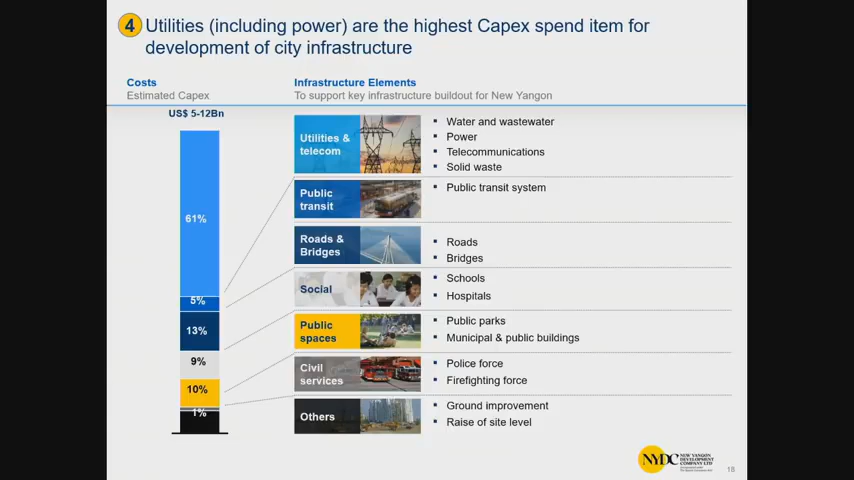 4
Utilities (including power) are the highest Capex spend item for
development of city infrastructure
Costs
Estimated Capex
Infrastructure Elements
To support key infrastructure buildout for New Yangon
US$ 5-12Bn
61%
5%
13%
9%
10%
1%
Utilities &
telecom
▪ Water and wastewater
▪ Power
▪ Telecommunications
▪ Solid waste
Public
transit
▪ Public transit system
Roads &
Bridges
▪ Roads
▪ Bridges
Social
▪ Schools
▪ Hospitals
Public
spaces
▪ Public parks
▪ Municipal & public buildings
Civil
services
▪ Police force
▪ Firefighting force
Others
▪ Ground improvement
▪ Raise of site level
NYDC
NEW YANGON
DEVELOPMENT
COMPANY LTD
18